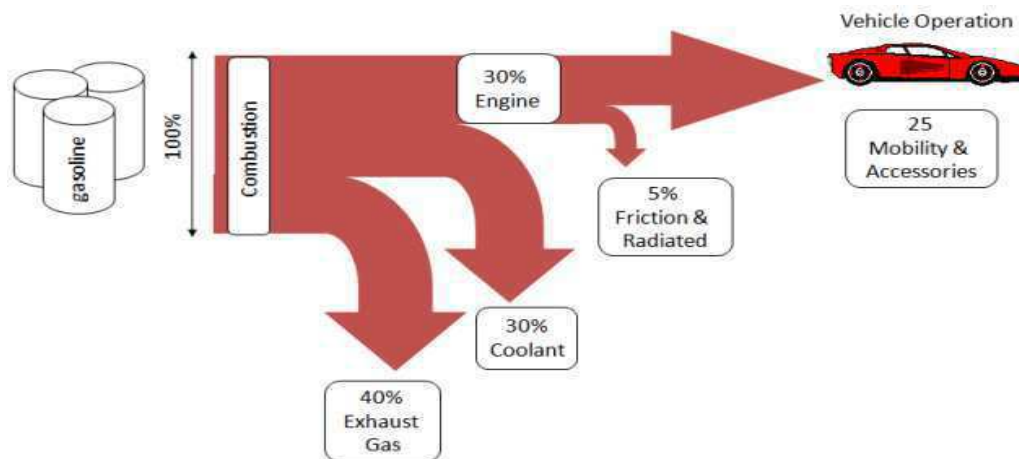 Vehicle Operation
gasoline
100%
Combustion
30%
Engine
25
Mobility &
Accessories
5%
Friction &
Radiated
30%
Coolant
40%
Exhaust
Gas